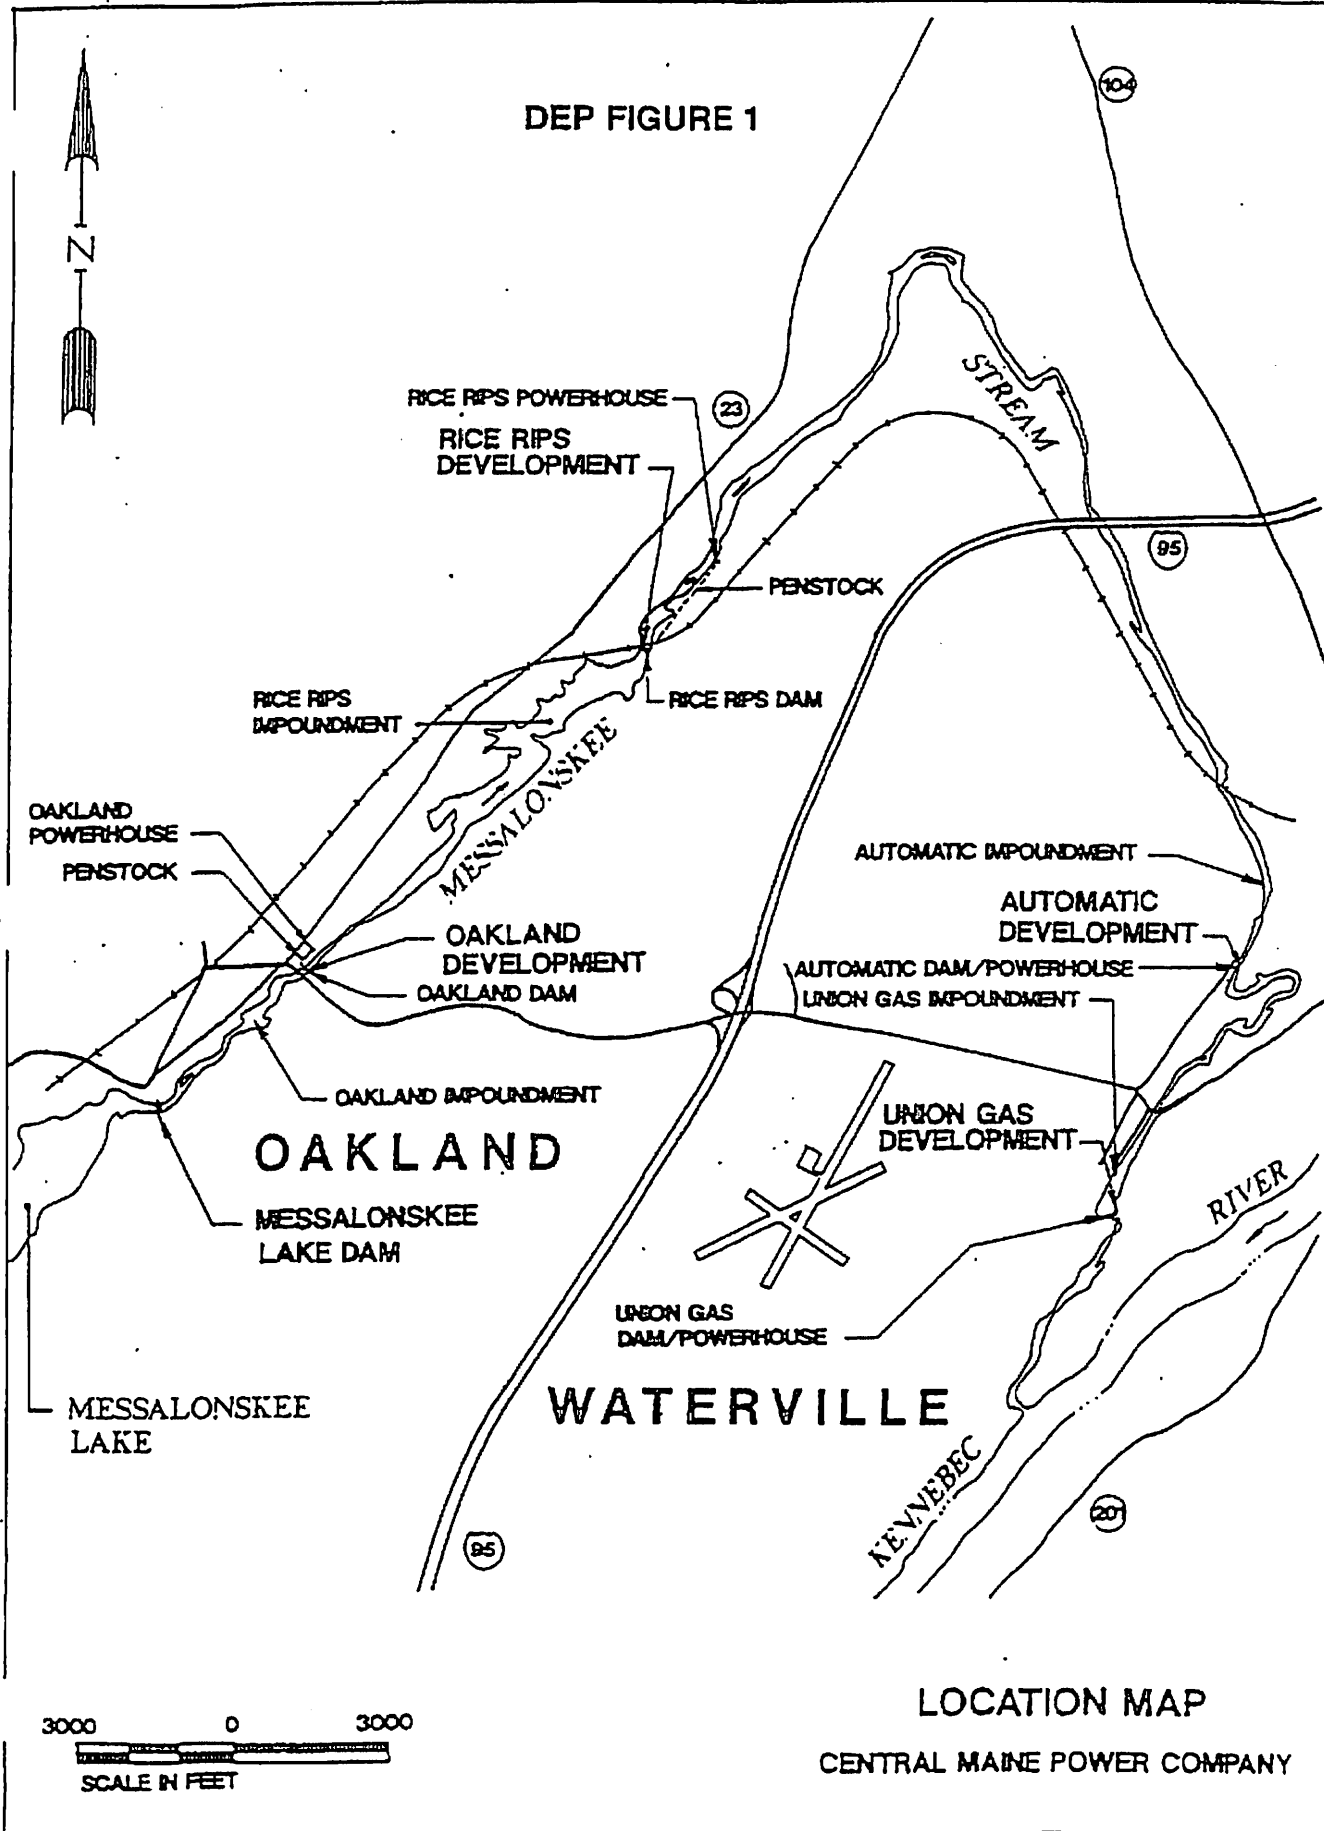 DEP FIGURE 1
104
N
STREAM
RICE RIPS POWERHOUSE
23
RICE RIPS
DEVELOPMENT
95
PENSTOCK
RICE RIPS
IMPOUNDMENT
RICE RIPS DAM
MESSALONSKEE
OAKLAND
POWERHOUSE
PENSTOCK
AUTOMATIC IMPOUNDMENT
AUTOMATIC
DEVELOPMENT
OAKLAND
DEVELOPMENT
AUTOMATIC DAM/POWERHOUSE
OAKLAND DAM
UNION GAS IMPOUNDMENT
OAKLAND IMPOUNDMENT
UNION GAS
DEVELOPMENT
OAKLAND
RIVER
MESSALONSKEE
LAKE DAM
UNION GAS
DAM/POWERHOUSE
MESSALONSKEE
LAKE
WATERVILLE
KENNEBEC
201
95
LOCATION MAP
3000 0 3000
CENTRAL MAINE POWER COMPANY
SCALE IN FEET